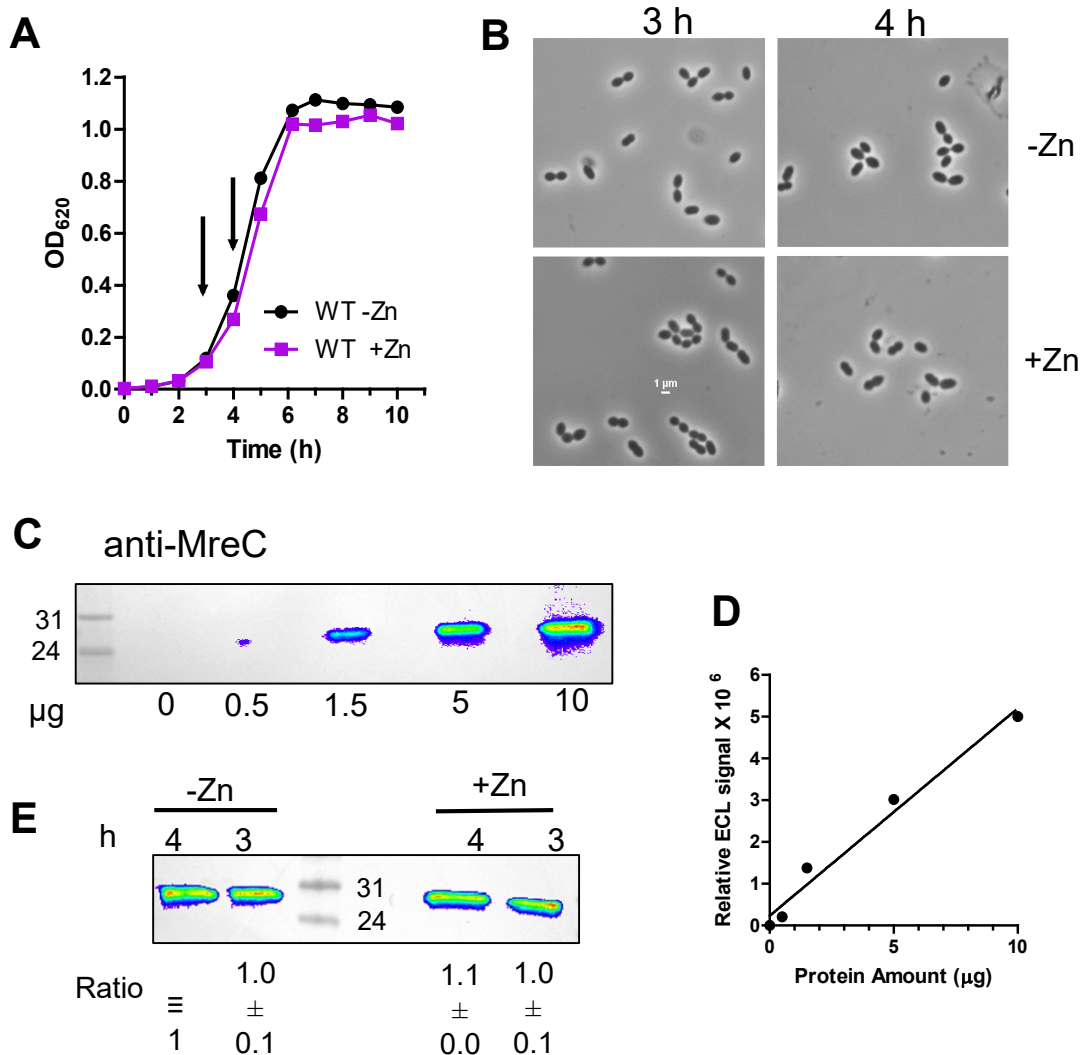 A
1.2
1.0
0.8
0.6
0.4
0.2
0.0
OD620
0 2 4 6 8 10
Time (h)
WT -Zn
WT +Zn
B
3 h 4 h
-Zn
+Zn
1 µm
C
anti-MreC
31
24
µg 0 0.5 1.5 5 10
D
6
5
4
3
2
1
0
Relative ECL signal X 10 6
0 5 10
Protein Amount (µg)
E
-Zn +Zn
h 4 3 4 3
31
24
Ratio
≡ 1
1.0 ± 0.1
1.1 ± 0.0
1.0 ± 0.1